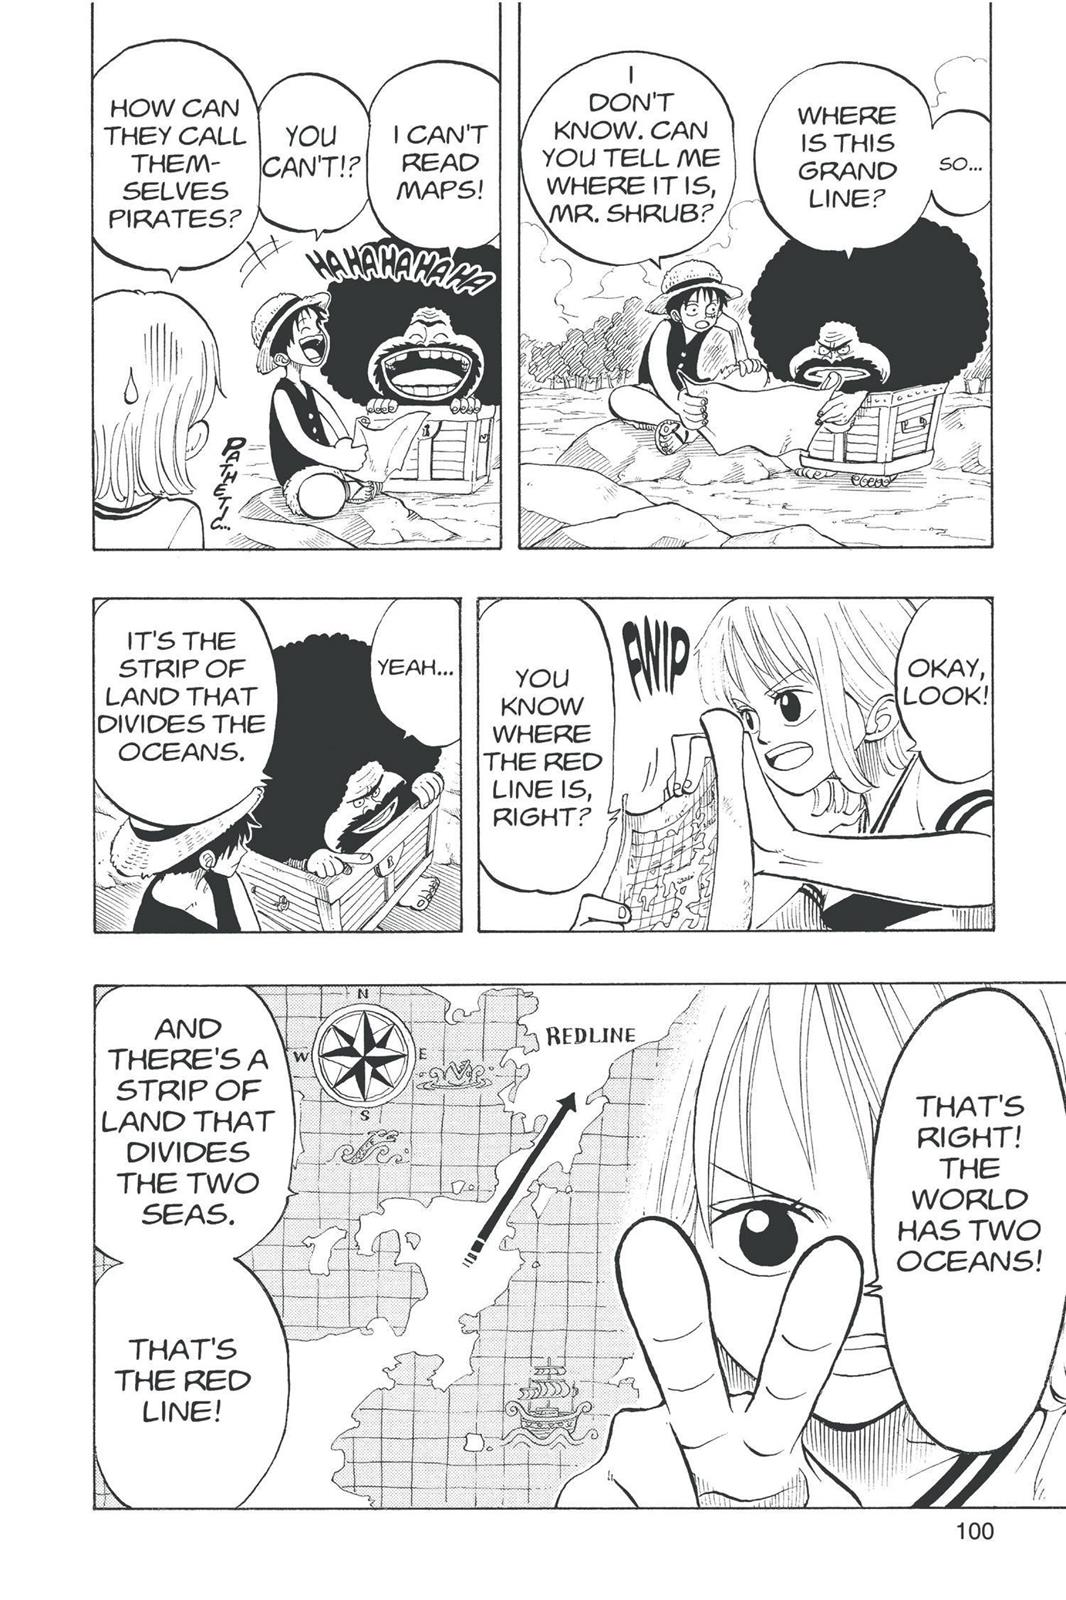 SO...
WHERE
IS THIS
GRAND
LINE?
I
DON'T
KNOW. CAN
YOU TELL ME
WHERE IT IS,
MR. SHRUB?
I CAN'T
READ
MAPS!
YOU
CAN'T!?
HAHAHAHAHAHA
HOW CAN
THEY CALL
THEM-
SELVES
PIRATES?
PATHETIC...
OKAY,
LOOK!
FWIP
YOU
KNOW
WHERE
THE RED
LINE IS,
RIGHT?
YEAH...
IT'S THE
STRIP OF
LAND THAT
DIVIDES THE
OCEANS.
THAT'S
RIGHT!
THE
WORLD
HAS TWO
OCEANS!
REDLINE
N
W
E
S
AND
THERE'S A
STRIP OF
LAND THAT
DIVIDES
THE TWO
SEAS.
THAT'S
THE RED
LINE!
100